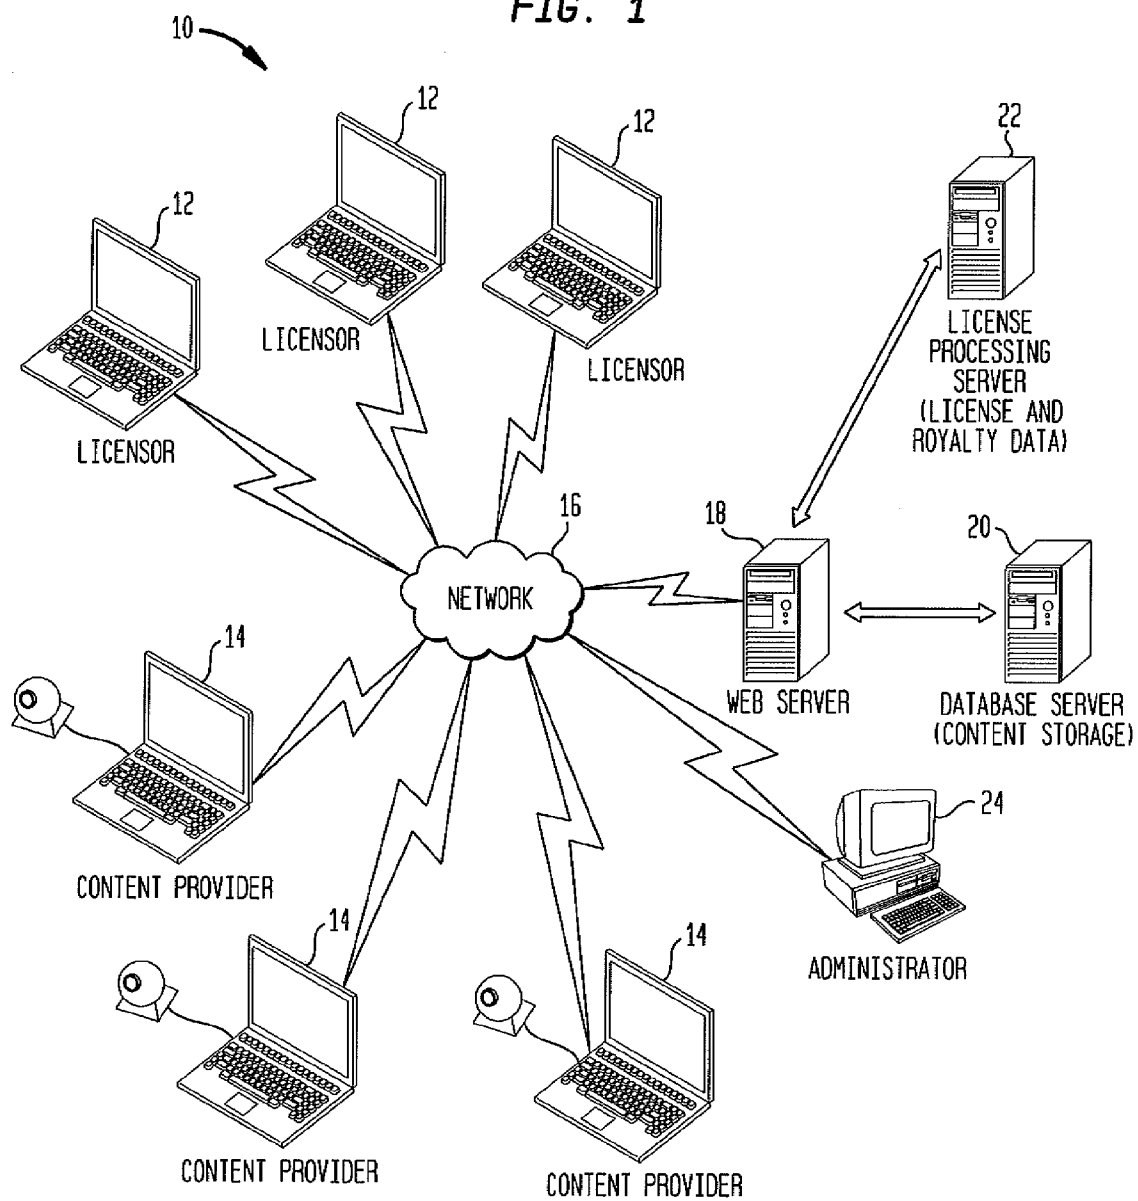 FIG. 1
10
12
12
12
22
LICENSOR
LICENSOR
LICENSOR
LICENSE
PROCESSING
SERVER
(LICENSE AND
ROYALTY DATA)
16
18
20
NETWORK
14
WEB SERVER
DATABASE SERVER
(CONTENT STORAGE)
24
CONTENT PROVIDER
14
14
ADMINISTRATOR
CONTENT PROVIDER
CONTENT PROVIDER